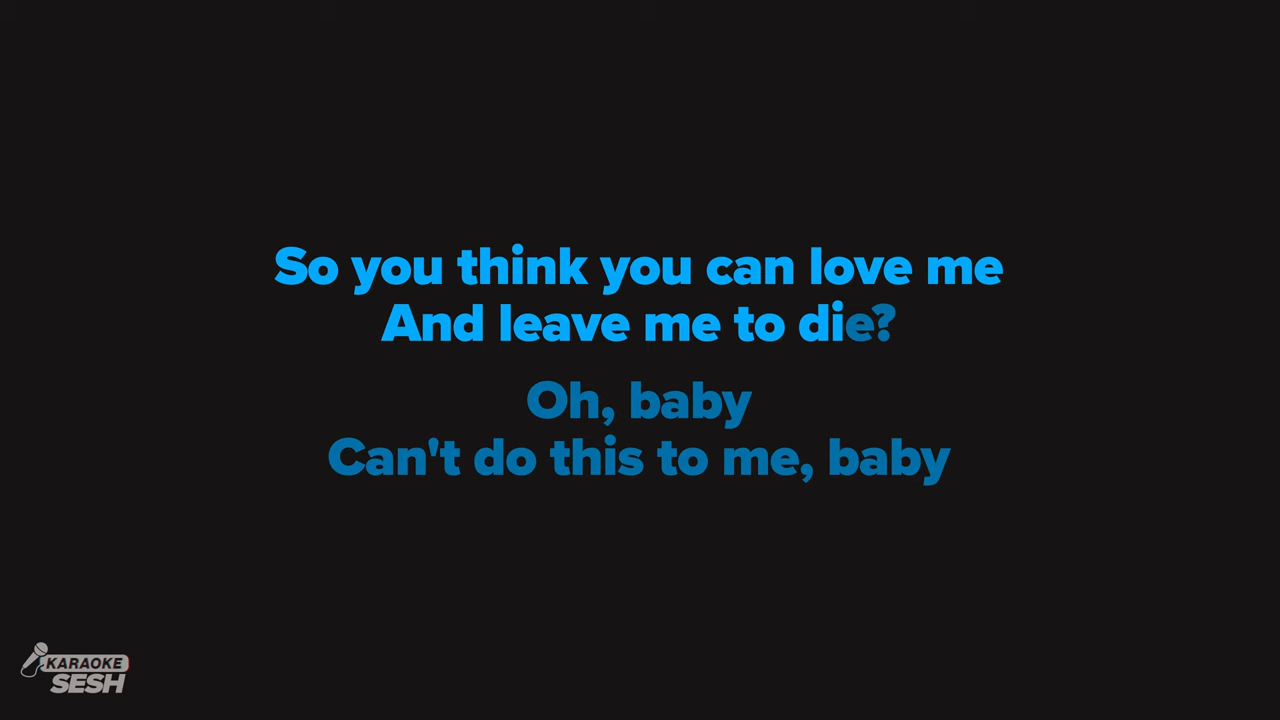 So you think you can love me
And leave me to die?
Oh, baby
Can't do this to me, baby
KARAOKE
SESH